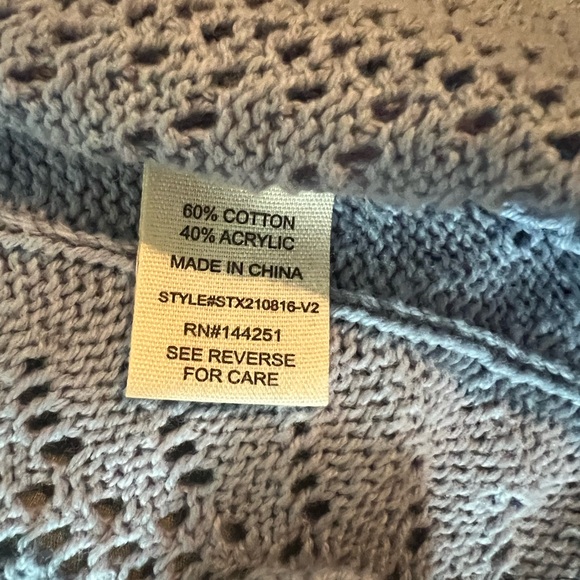 60% COTTON
40% ACRYLIC
MADE IN CHINA
STYLE#STX210816-V2
RN#144251
SEE REVERSE
FOR CARE